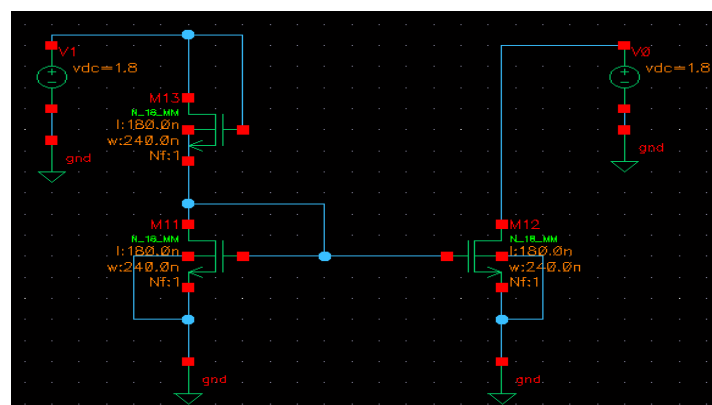 V1
vdc=1.8
V0
vdc=1.8
M13
N_18_MM
l:180.0n
w:240.0n
Nf:1
gnd
gnd
M11
N_18_MM
l:180.0n
w:240.0n
Nf:1
M12
N_18_MM
l:180.0n
w:240.0n
Nf:1
gnd
gnd